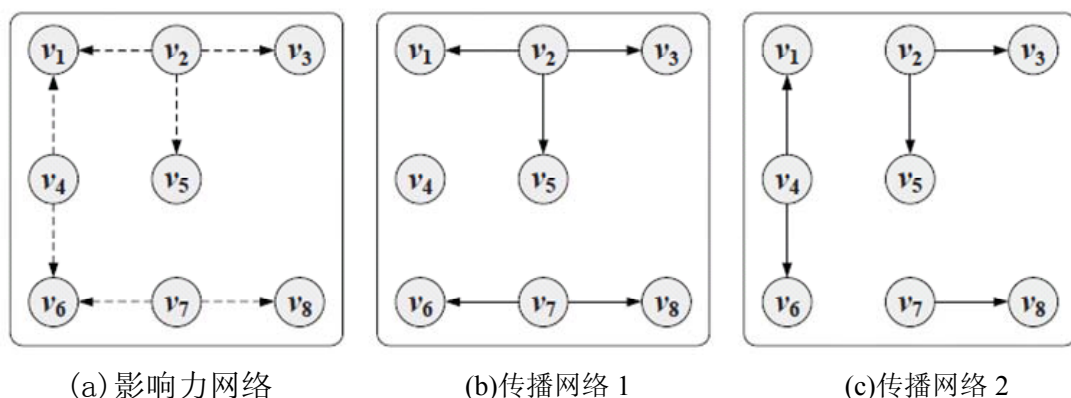 v1 v2 v3 v1 v2 v3 v1 v2 v3
v4 v5 v4 v5 v4 v5
v6 v7 v8 v6 v7 v8 v6 v7 v8
(a)影响力网络 (b)传播网络 1 (c)传播网络 2